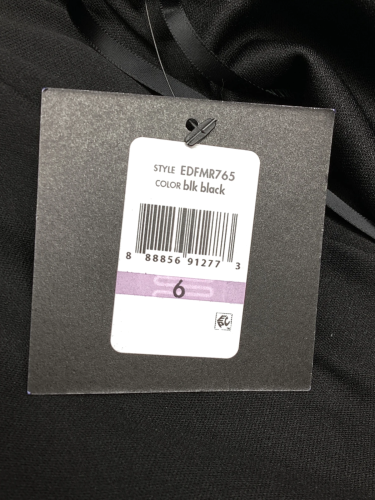 STYLE EDFMR765
COLOR blk black
8 88856 91277 3
6